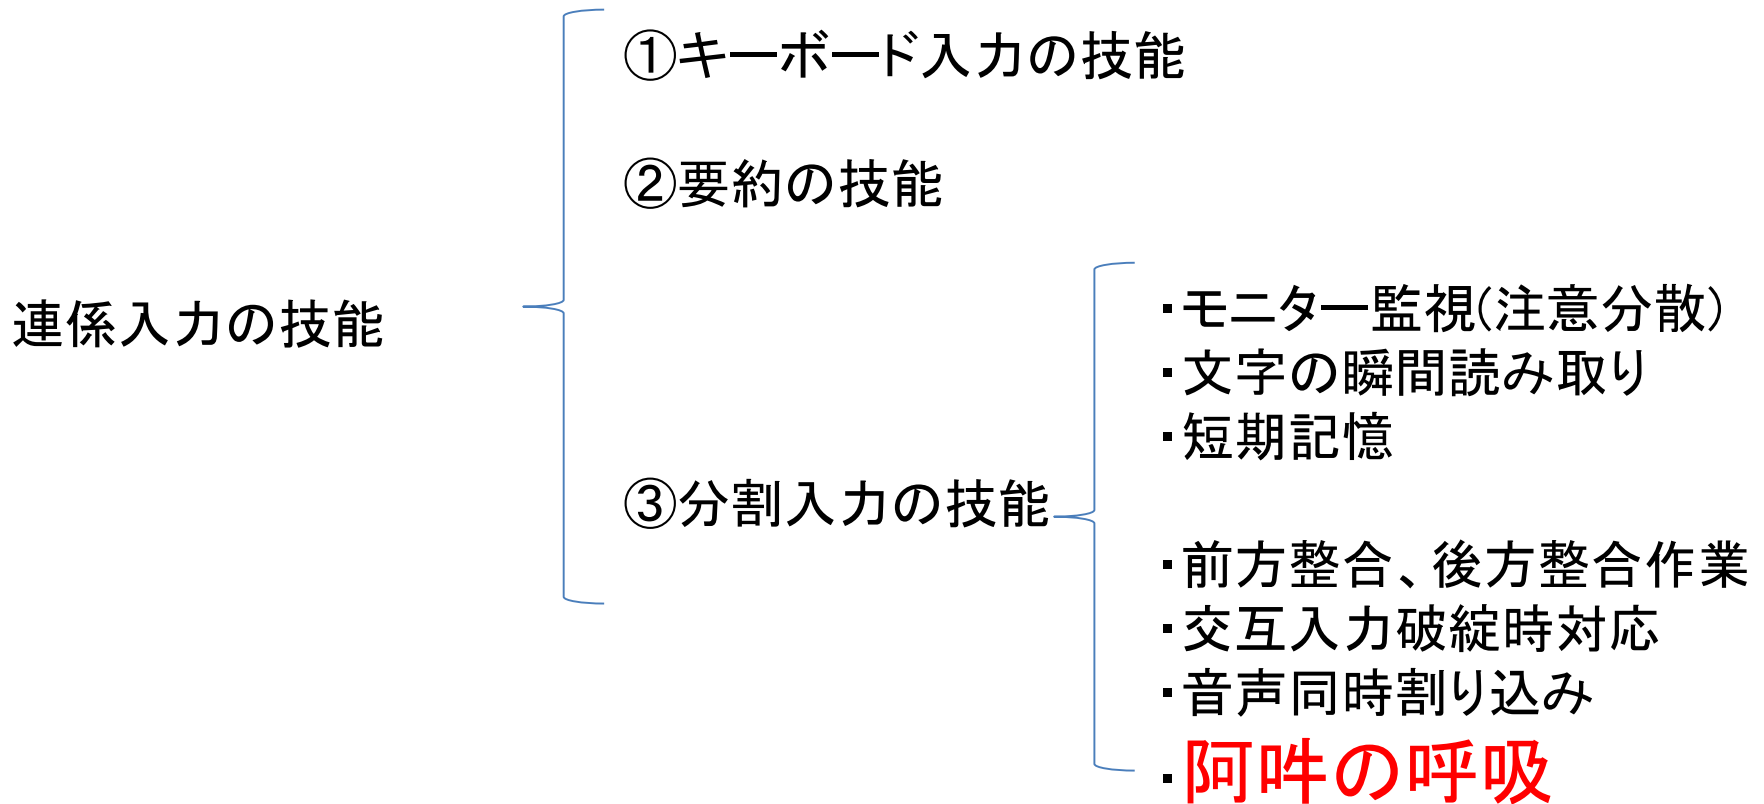 連係入力の技能
①キーボード入力の技能
②要約の技能
③分割入力の技能
・モニター監視(注意分散)
・文字の瞬間読み取り
・短期記憶
・前方整合、後方整合作業
・交互入力破綻時対応
・音声同時割り込み
・阿吽の呼吸